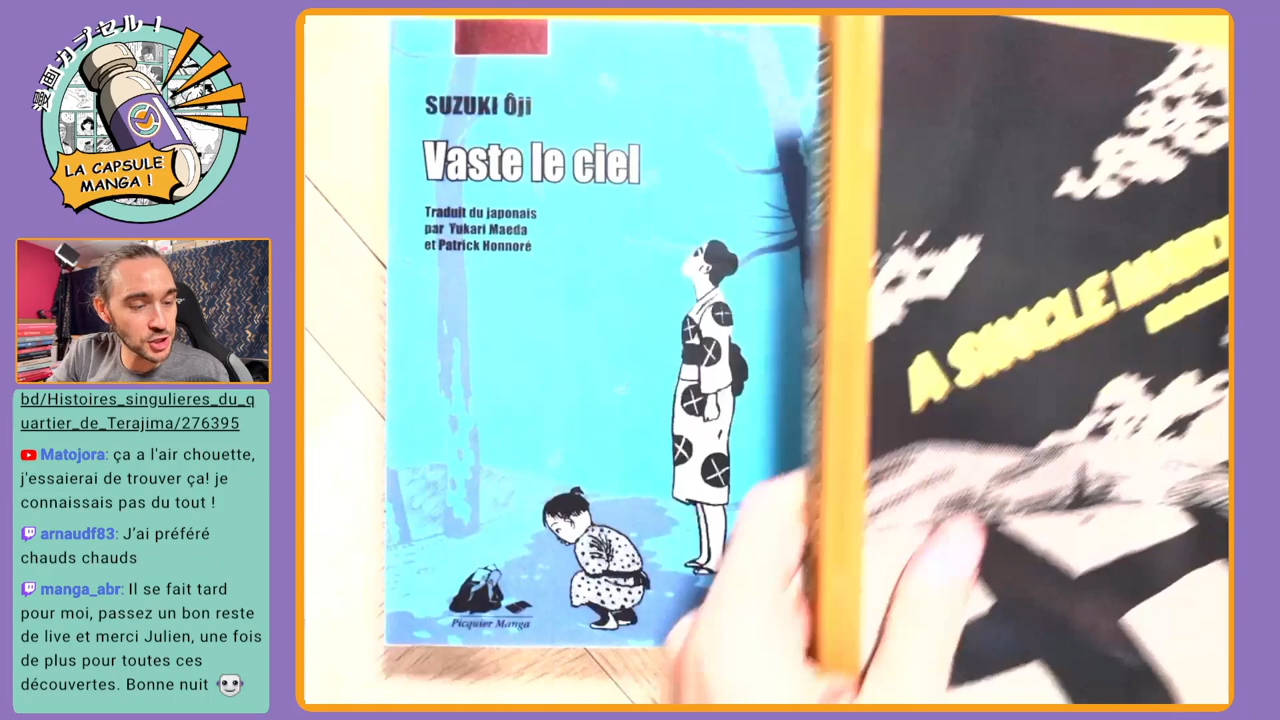 漫画カプセル！
LA CAPSULE
MANGA !
bd/Histoires_singulieres_du_q
uartier_de_Terajima/276395
Matojora: ça a l'air chouette,
j'essaierai de trouver ça! je
connaissais pas du tout !
arnaudf83: J'ai préféré
chauds chauds
manga_abr: Il se fait tard
pour moi, passez un bon reste
de live et merci Julien, une fois
de plus pour toutes ces
découvertes. Bonne nuit
SUZUKI Ôji
Vaste le ciel
Traduit du japonais
par Yukari Maeda
et Patrick Honnoré
Picquier Manga
A SINGLE